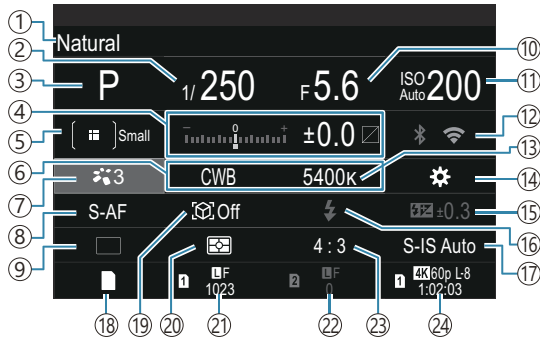 ① Natural
② ③ P 1/250 F5.6 ⑩ ISO Auto 200 ⑪
④ ⑤ Small − 0 + ±0.0 ⑫
⑥ CWB 5400K ⑬
⑦ 3 ⑭
⑧ S-AF Off ±0.3 ⑮
⑨ 4:3 ⑯ S-IS Auto ⑰
1 LF 1023 2 LF 0 1 4K 60p L-8 1:02:03
⑱ ⑲ ⑳ ㉑ ㉒ ㉓ ㉔